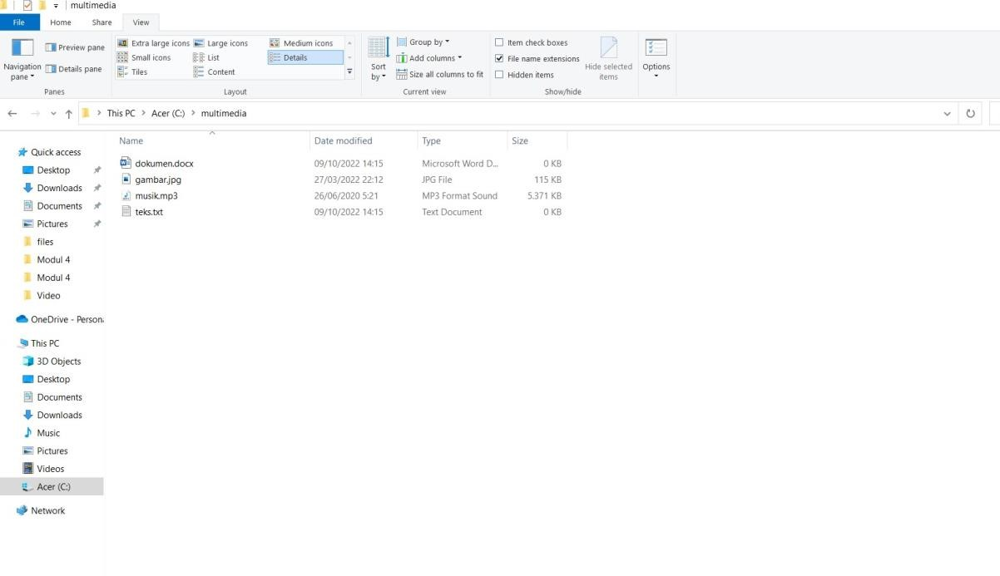 multimedia
File Home Share View
Navigation pane
Preview pane
Details pane
Panes
Extra large icons Large icons Medium icons
Small icons List Details
Tiles Content
Layout
Sort by
Group by
Add columns
Size all columns to fit
Current view
Item check boxes
File name extensions
Hidden items
Hide selected items
Show/hide
Options
This PC Acer (C:) multimedia
Name Date modified Type Size
dokumen.docx 09/10/2022 14:15 Microsoft Word D... 0 KB
gambar.jpg 27/03/2022 22:12 JPG File 115 KB
musik.mp3 26/06/2020 5:21 MP3 Format Sound 5.371 KB
teks.txt 09/10/2022 14:15 Text Document 0 KB
Quick access
Desktop
Downloads
Documents
Pictures
files
Modul 4
Modul 4
Video
OneDrive - Persona
This PC
3D Objects
Desktop
Documents
Downloads
Music
Pictures
Videos
Acer (C:)
Network